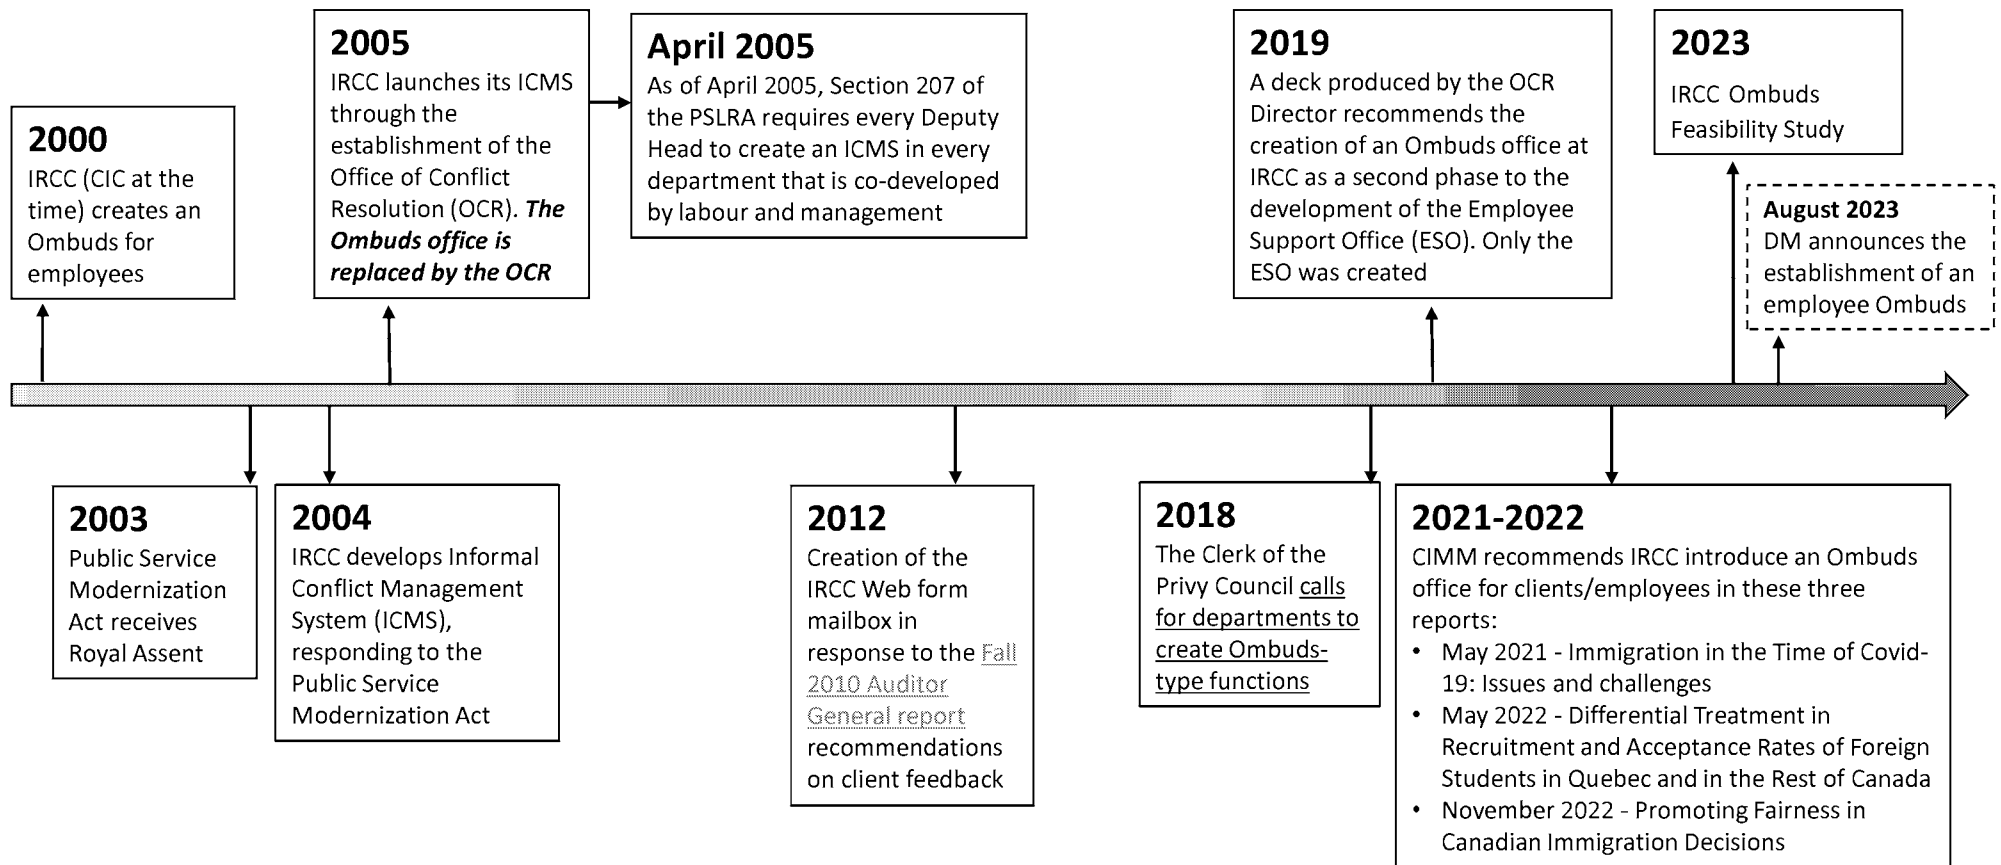 2000
IRCC (CIC at the
time) creates an
Ombuds for
employees
2005
IRCC launches its ICMS
through the
establishment of the
Office of Conflict
Resolution (OCR). The
Ombuds office is
replaced by the OCR
April 2005
As of April 2005, Section 207 of
the PSLRA requires every Deputy
Head to create an ICMS in every
department that is co-developed
by labour and management
2019
A deck produced by the OCR
Director recommends the
creation of an Ombuds office at
IRCC as a second phase to the
development of the Employee
Support Office (ESO). Only the
ESO was created
2023
IRCC Ombuds
Feasibility Study
August 2023
DM announces the
establishment of an
employee Ombuds
2003
Public Service
Modernization
Act receives
Royal Assent
2004
IRCC develops Informal
Conflict Management
System (ICMS),
responding to the
Public Service
Modernization Act
2012
Creation of the
IRCC Web form
mailbox in
response to the Fall
2010 Auditor
General report
recommendations
on client feedback
2018
The Clerk of the
Privy Council calls
for departments to
create Ombuds-
type functions
2021-2022
CIMM recommends IRCC introduce an Ombuds
office for clients/employees in these three
reports:
• May 2021 - Immigration in the Time of Covid-
19: Issues and challenges
• May 2022 - Differential Treatment in
Recruitment and Acceptance Rates of Foreign
Students in Quebec and in the Rest of Canada
• November 2022 - Promoting Fairness in
Canadian Immigration Decisions